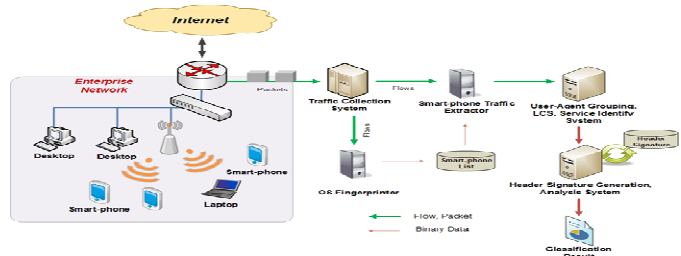 Internet
Enterprise
Network
Packets
Flows
Traffic Collection
System
Smart-phone Traffic
Extractor
User-Agent Grouping,
LCS, Service Identify
System
Flows
Desktop
Desktop
Smart-phone
Smart-phone
Laptop
OS Fingerprinter
Smart-phone
List
Header
Signature
Header Signature Generation,
Analysis System
Flow, Packet
Binary Data
Classification
Result